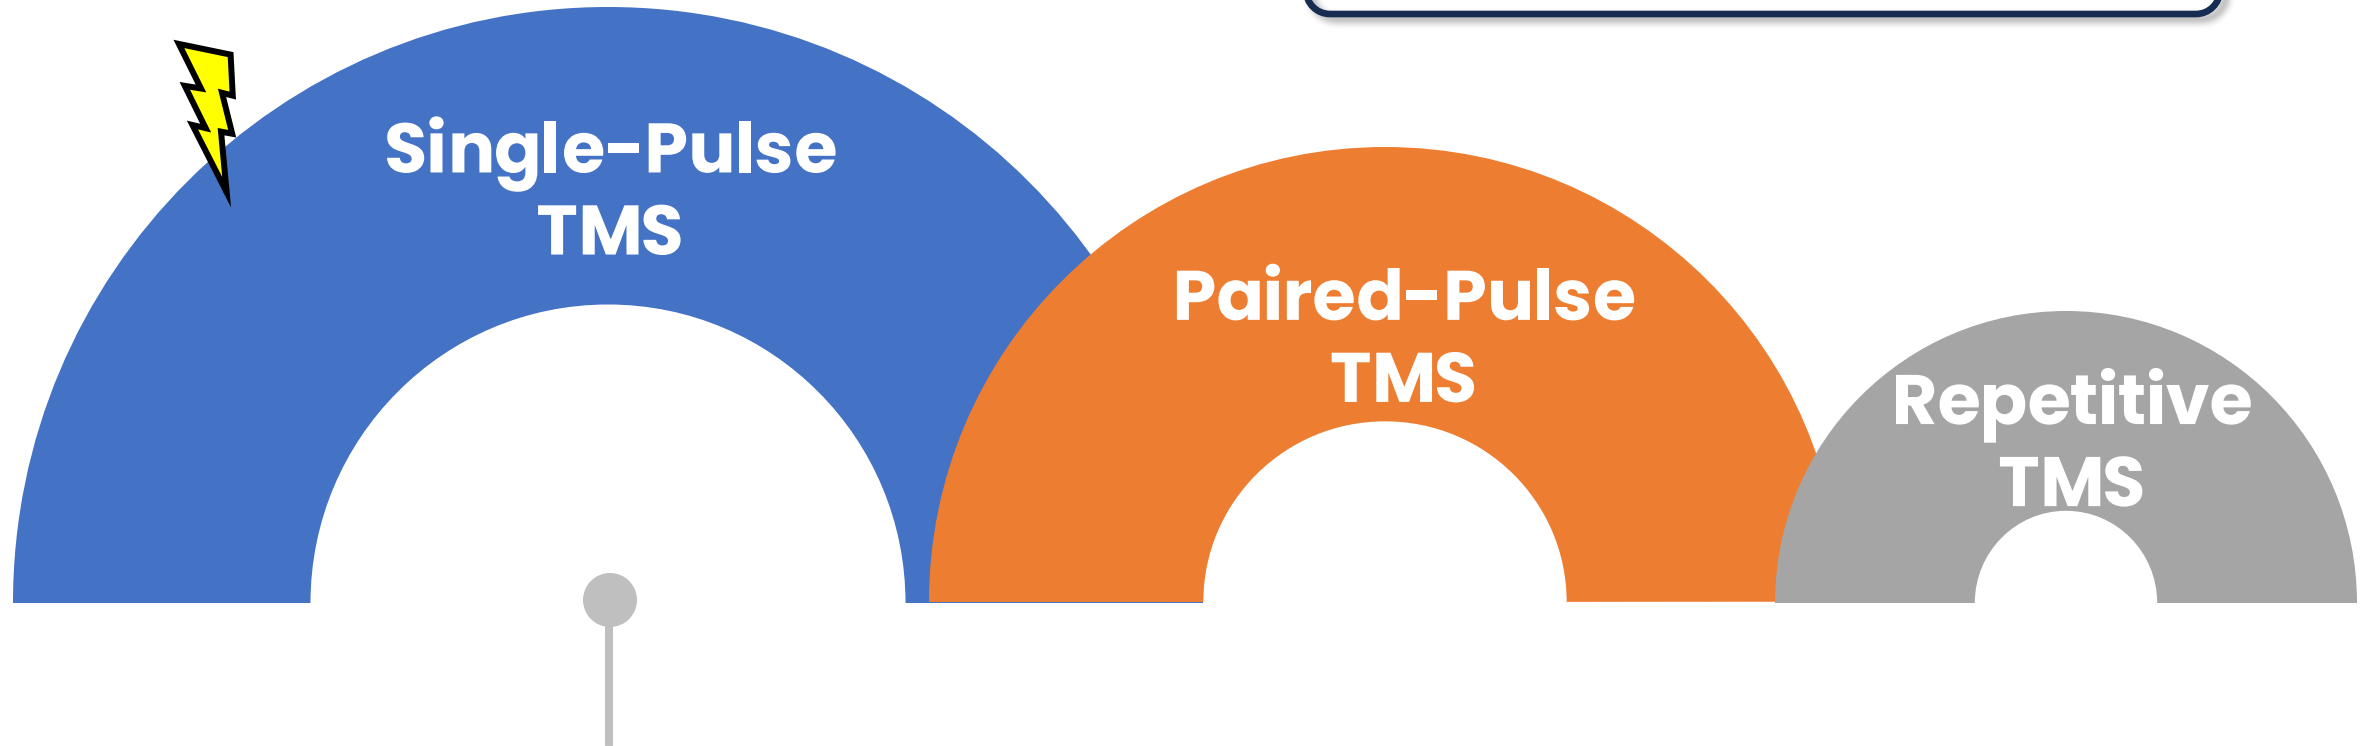 Single-Pulse
TMS
Paired-Pulse
TMS
Repetitive
TMS